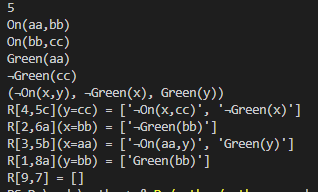 5
On(aa,bb)
On(bb,cc)
Green(aa)
¬Green(cc)
(¬On(x,y), ¬Green(x), Green(y))
R[4,5c](y=cc) = ['¬On(x,cc)', '¬Green(x)']
R[2,6a](x=bb) = ['¬Green(bb)']
R[3,5b](x=aa) = ['¬On(aa,y)', 'Green(y)']
R[1,8a](y=bb) = ['Green(bb)']
R[9,7] = []